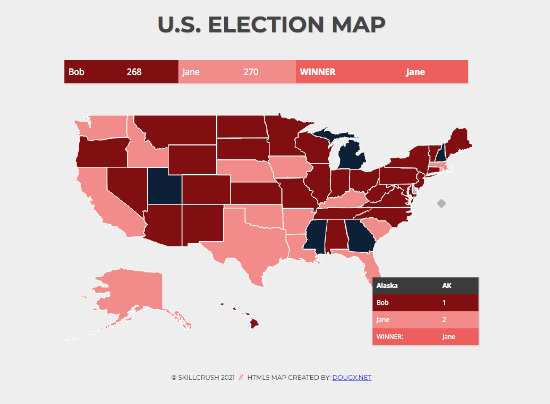 U.S. ELECTION MAP
Bob 268 Jane 270 WINNER Jane
Alaska AK
Bob 1
Jane 2
WINNER: Jane
© SKILLCRUSH 2021 // HTML5 MAP CREATED BY: DOUGX.NET